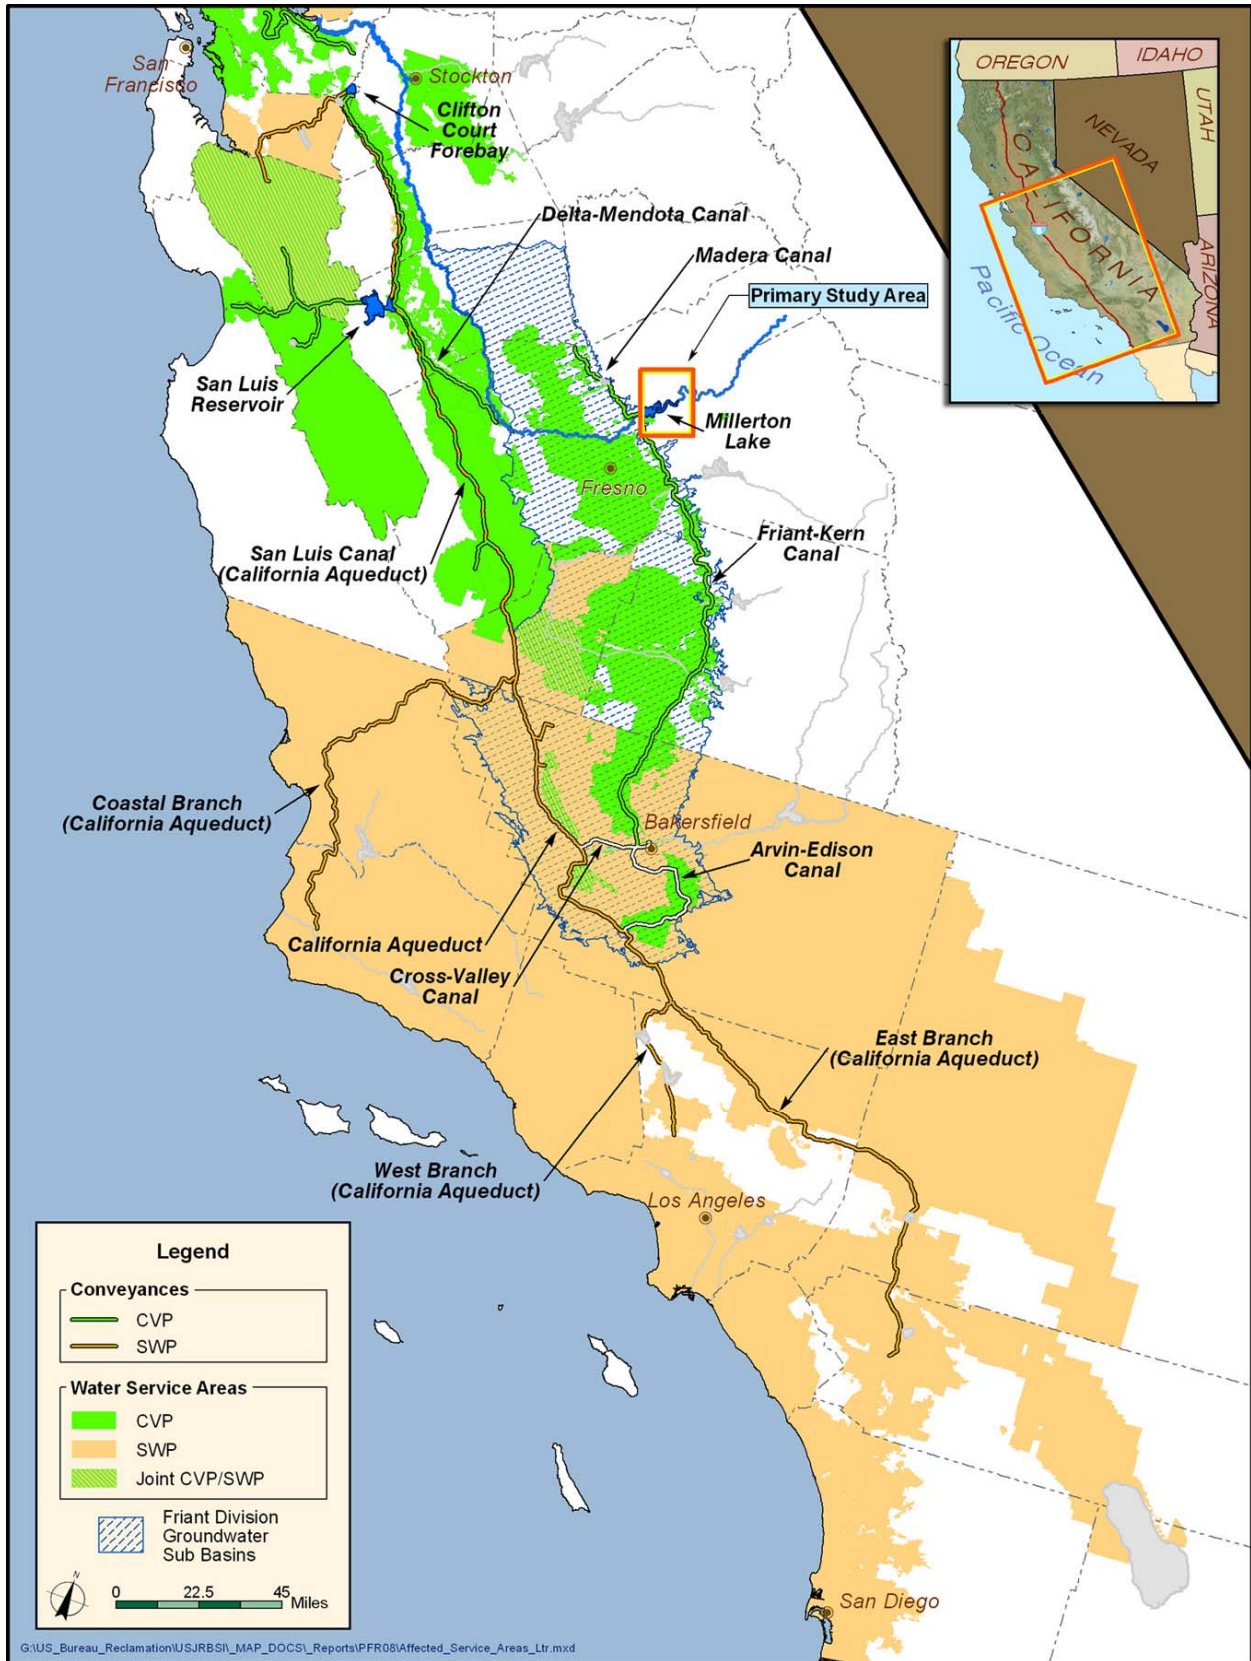 San
Francisco
Stockton
Clifton
Court
Forebay
OREGON
IDAHO
UTAH
NEVADA
CALIFORNIA
ARIZONA
Pacific Ocean
5
Delta-Mendota Canal
Madera Canal
Primary Study Area
San Luis
Reservoir
Millerton
Lake
Fresno
San Luis Canal
(California Aqueduct)
Friant-Kern
Canal
Coastal Branch
(California Aqueduct)
Bakersfield
Arvin-Edison
Canal
California Aqueduct
Cross-Valley
Canal
East Branch
(California Aqueduct)
West Branch
(California Aqueduct)
Los Angeles
San Diego
Legend
Conveyances
CVP
SWP
Water Service Areas
CVP
SWP
Joint CVP/SWP
Friant Division
Groundwater
Sub Basins
N
0 22.5 45 Miles
G:\US_Bureau_Reclamation\USJRBSI\_MAP_DOCS\_Reports\PFR08\Affected_Service_Areas_Ltr.mxd